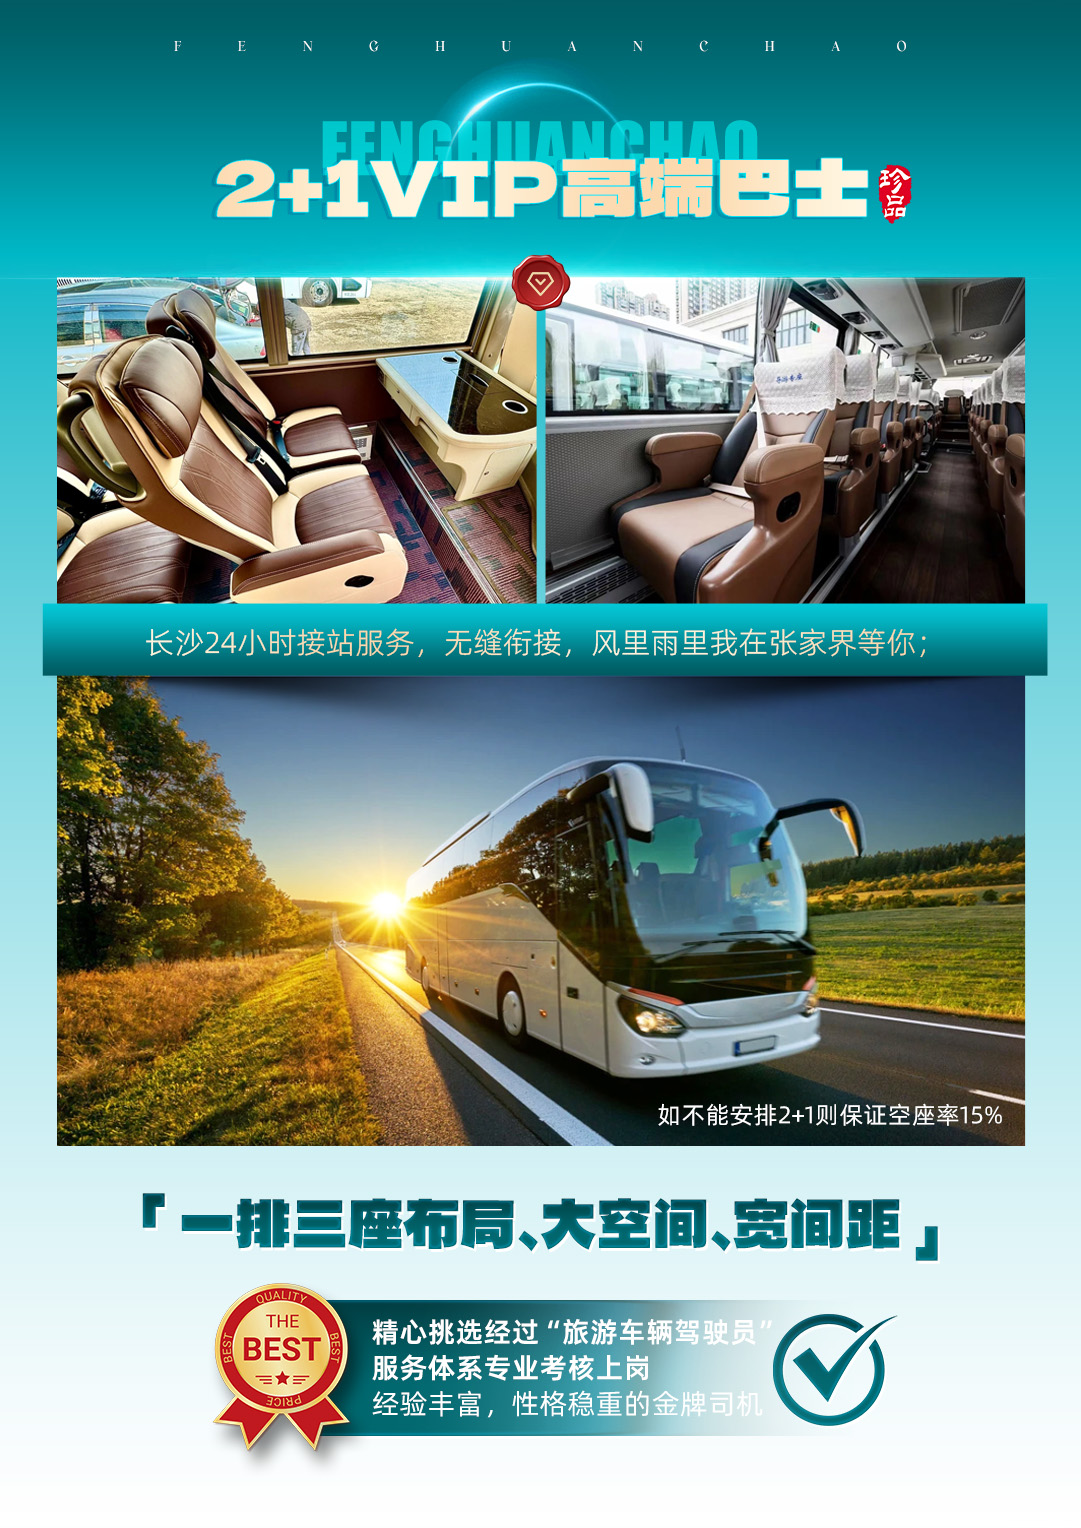 FENGHUANCHAO
FENGHUANCHAO
2+1VIP高端巴士
珍品
导游专座
长沙24小时接站服务，无缝衔接，风里雨里我在张家界等你；
如不能安排2+1则保证空座率15%
「一排三座布局、大空间、宽间距」
QUALITY
THE
BEST
BEST
BEST
PRICE
精心挑选经过“旅游车辆驾驶员”
服务体系专业考核上岗
经验丰富，性格稳重的金牌司机